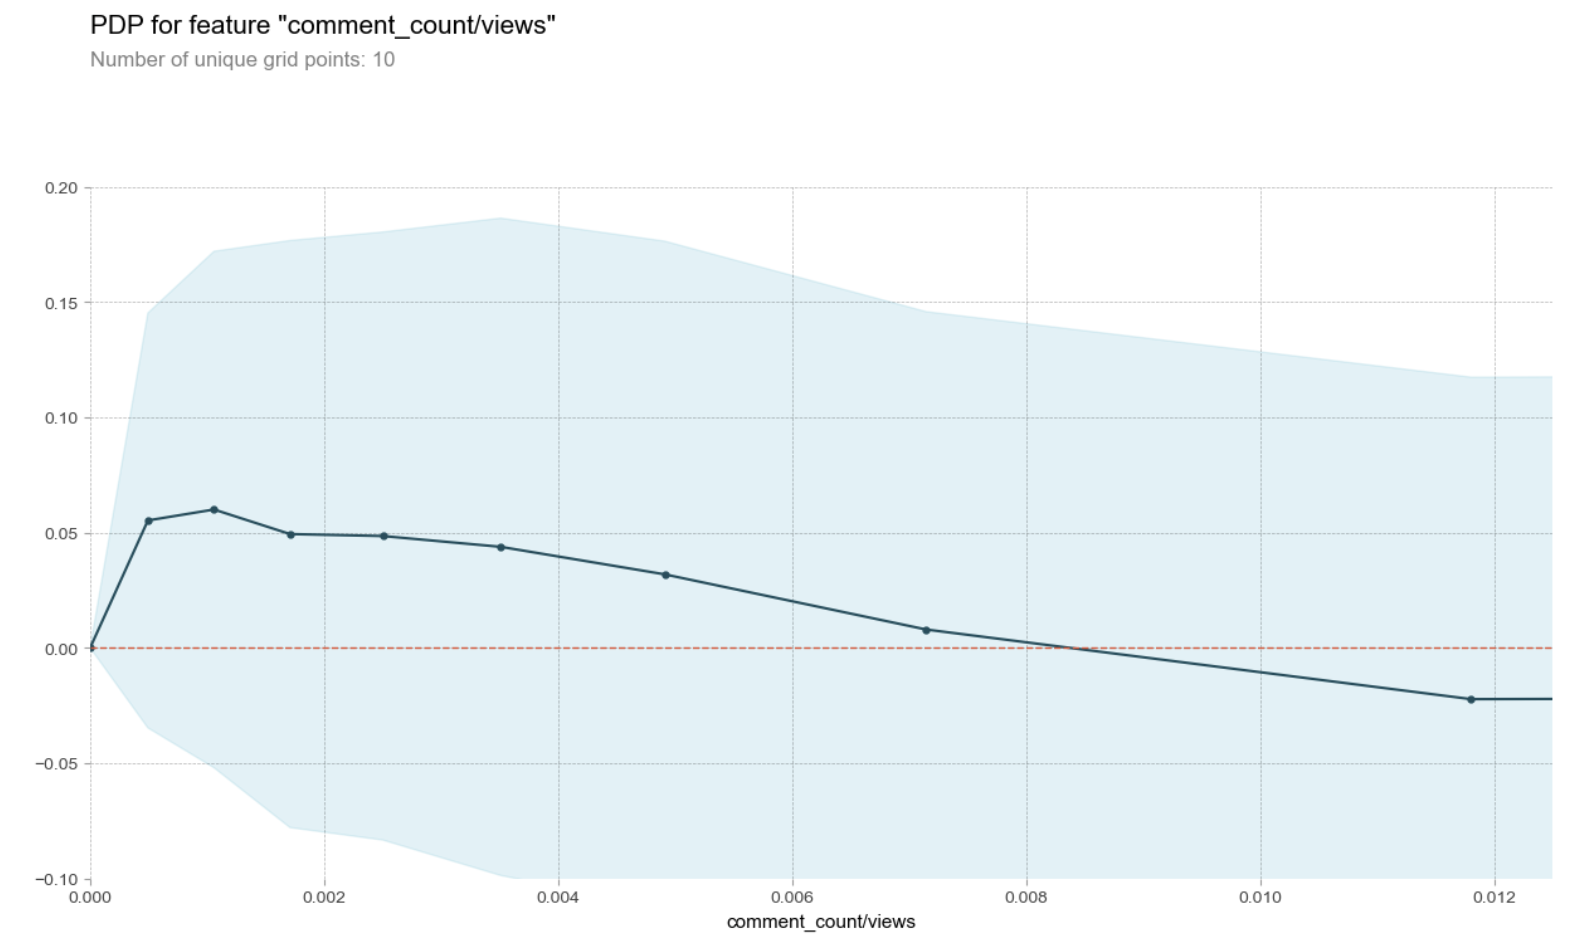 PDP for feature "comment_count/views"
Number of unique grid points: 10
0.20
0.15
0.10
0.05
0.00
−0.05
−0.10
0.000 0.002 0.004 0.006 0.008 0.010 0.012
comment_count/views